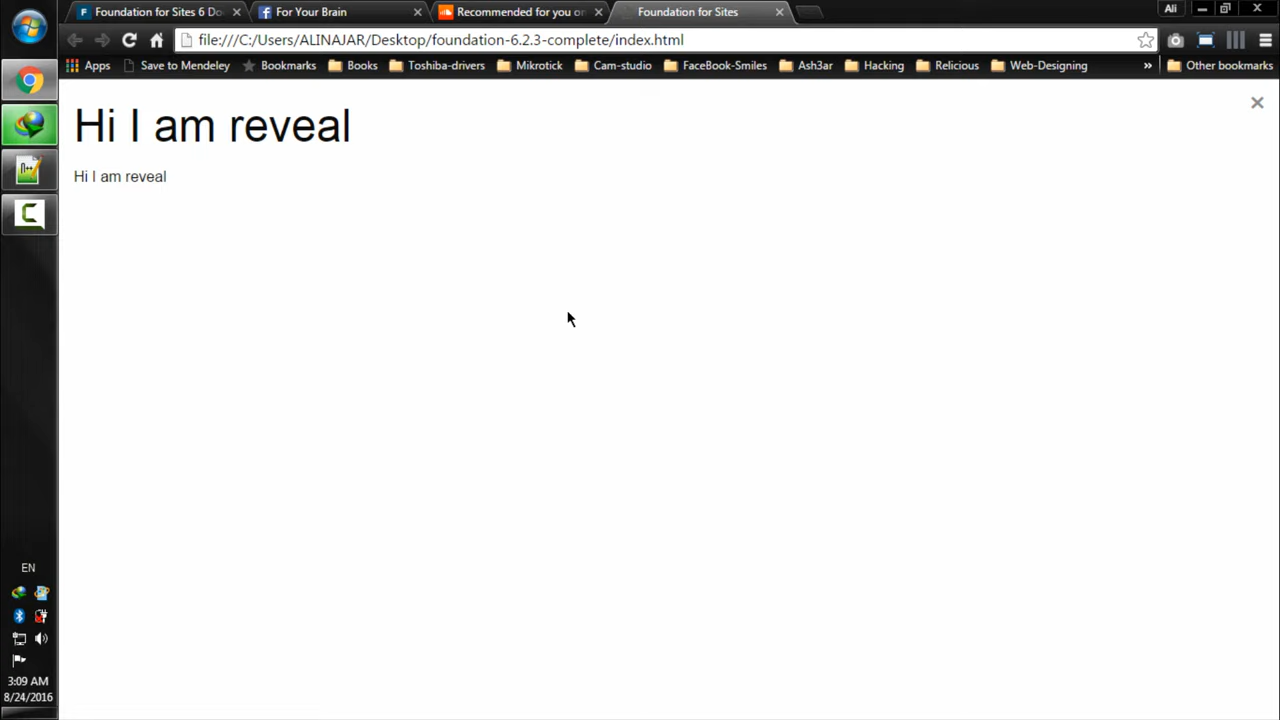 Foundation for Sites 6 Do
For Your Brain
Recommended for you on
Foundation for Sites
Ali
file:///C:/Users/ALINAJAR/Desktop/foundation-6.2.3-complete/index.html
Apps
Save to Mendeley
Bookmarks
Books
Toshiba-drivers
Mikrotick
Cam-studio
FaceBook-Smiles
Ash3ar
Hacking
Relicious
Web-Designing
»
Other bookmarks
Hi I am reveal
Hi I am reveal
EN
3:09 AM
8/24/2016